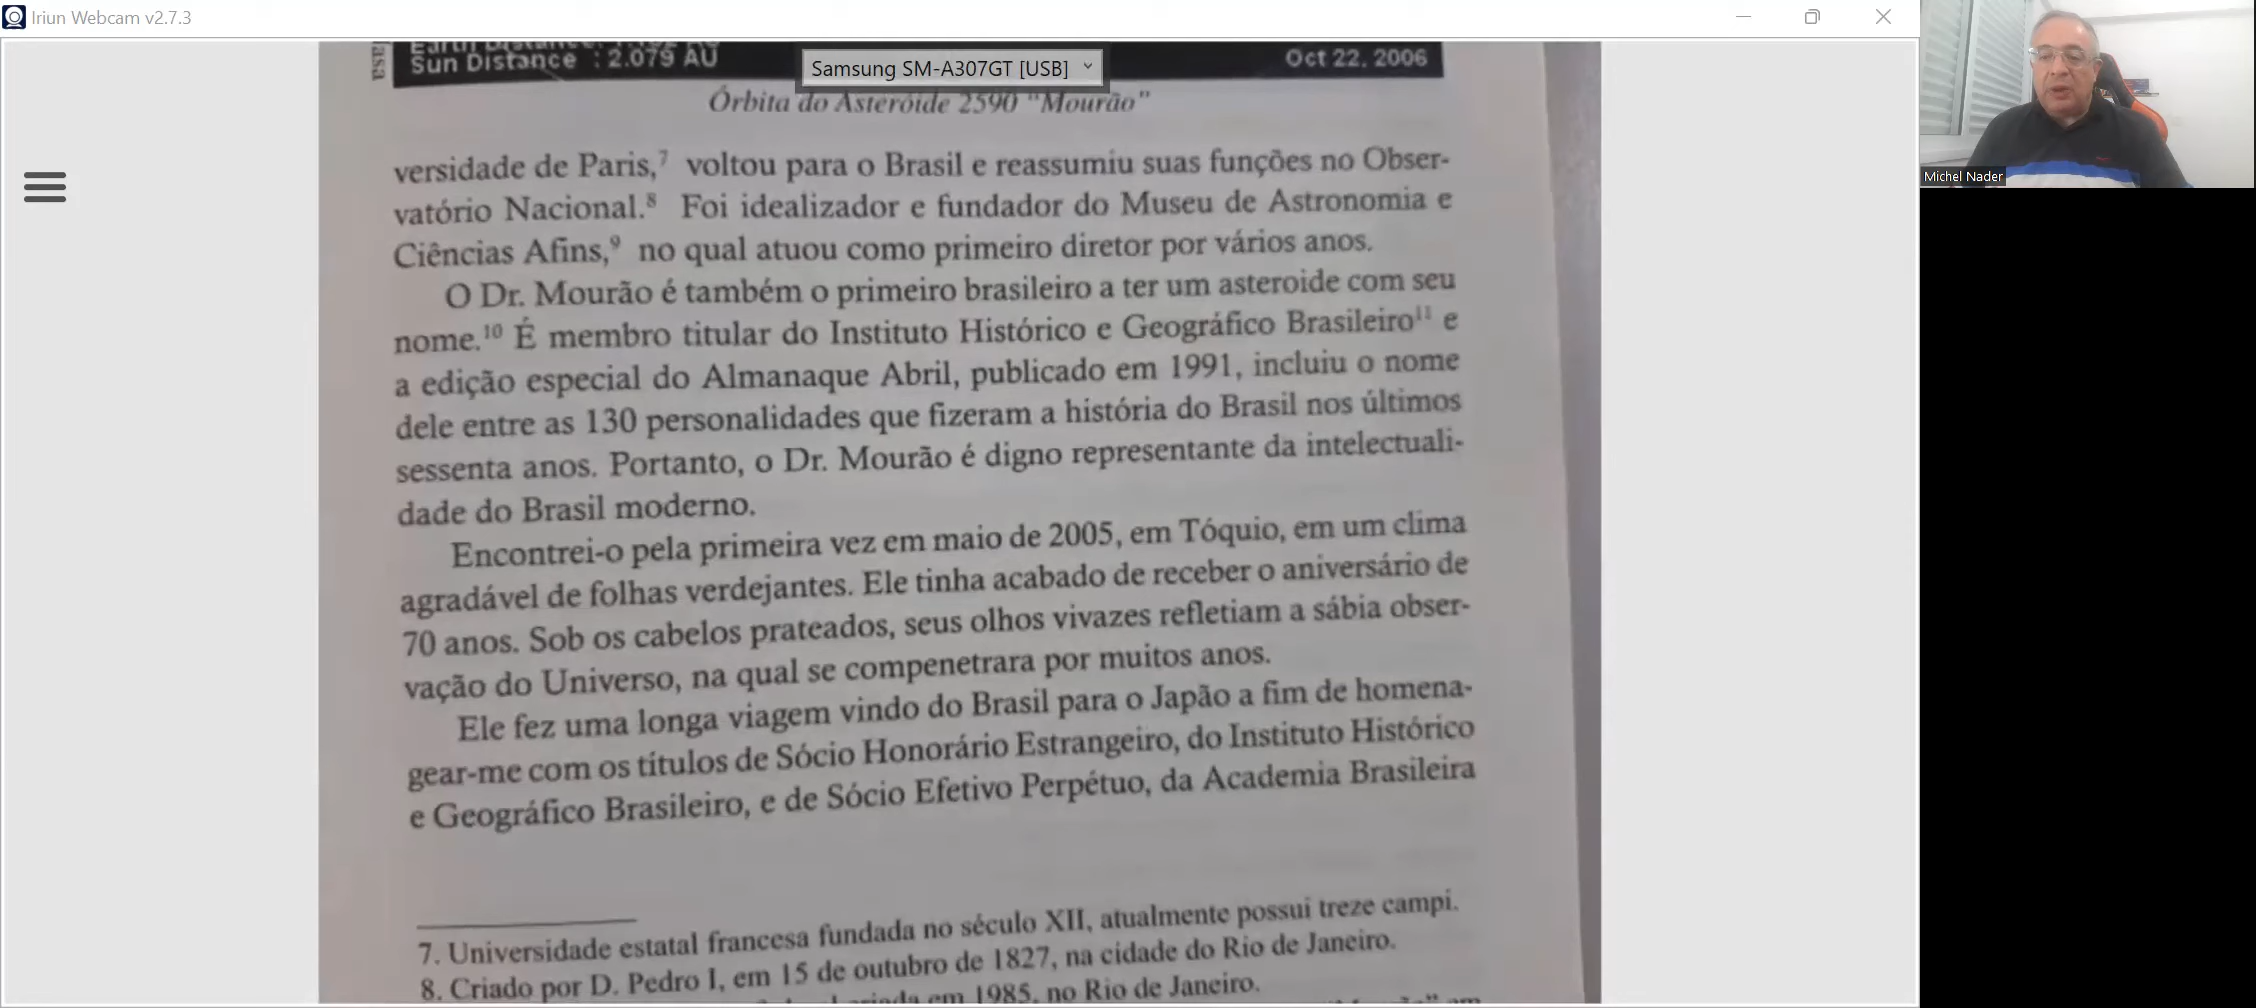 Iriun Webcam v2.7.3
Sun Distance : 2.079 AU
Oct 22, 2006
Samsung SM-A307GT [USB]
Órbita do Asteróide 2590 "Mourão"
versidade de Paris,⁷ voltou para o Brasil e reassumiu suas funções no Obser-
vatório Nacional.⁸ Foi idealizador e fundador do Museu de Astronomia e
Ciências Afins,⁹ no qual atuou como primeiro diretor por vários anos.
O Dr. Mourão é também o primeiro brasileiro a ter um asteroide com seu
nome.¹⁰ É membro titular do Instituto Histórico e Geográfico Brasileiro¹¹ e
a edição especial do Almanaque Abril, publicado em 1991, incluiu o nome
dele entre as 130 personalidades que fizeram a história do Brasil nos últimos
sessenta anos. Portanto, o Dr. Mourão é digno representante da intelectuali-
dade do Brasil moderno.
Encontrei-o pela primeira vez em maio de 2005, em Tóquio, em um clima
agradável de folhas verdejantes. Ele tinha acabado de receber o aniversário de
70 anos. Sob os cabelos prateados, seus olhos vivazes refletiam a sábia obser-
vação do Universo, na qual se compenetrara por muitos anos.
Ele fez uma longa viagem vindo do Brasil para o Japão a fim de homena-
gear-me com os títulos de Sócio Honorário Estrangeiro, do Instituto Histórico
e Geográfico Brasileiro, e de Sócio Efetivo Perpétuo, da Academia Brasileira
7. Universidade estatal francesa fundada no século XII, atualmente possui treze campi.
8. Criado por D. Pedro I, em 15 de outubro de 1827, na cidade do Rio de Janeiro.
em 1985, no Rio de Janeiro.
Michel Nader